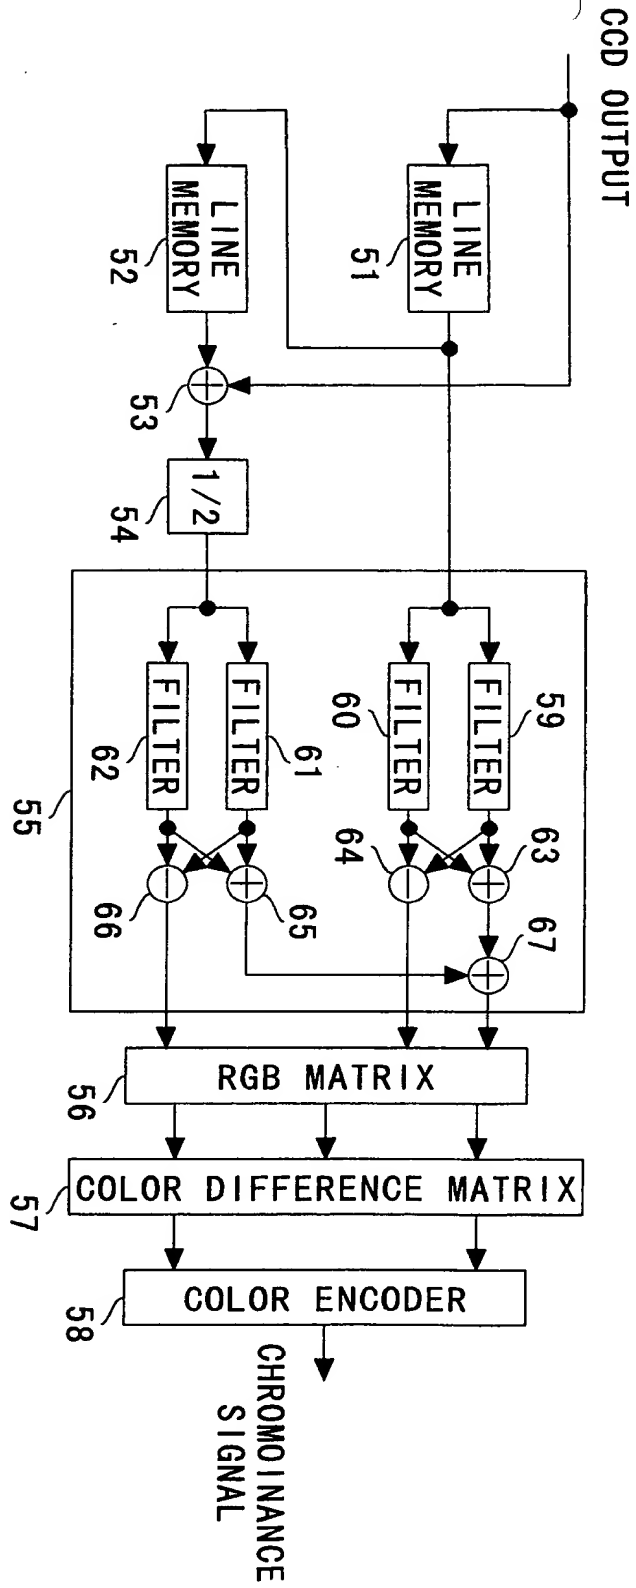 CCD OUTPUT
LINE
MEMORY
51
LINE
MEMORY
52
53
1/2
54
55
FILTER
59
FILTER
60
FILTER
61
FILTER
62
63
64
65
66
67
RGB MATRIX
56
COLOR DIFFERENCE MATRIX
57
COLOR ENCODER
58
CHROMOINANCE
SIGNAL